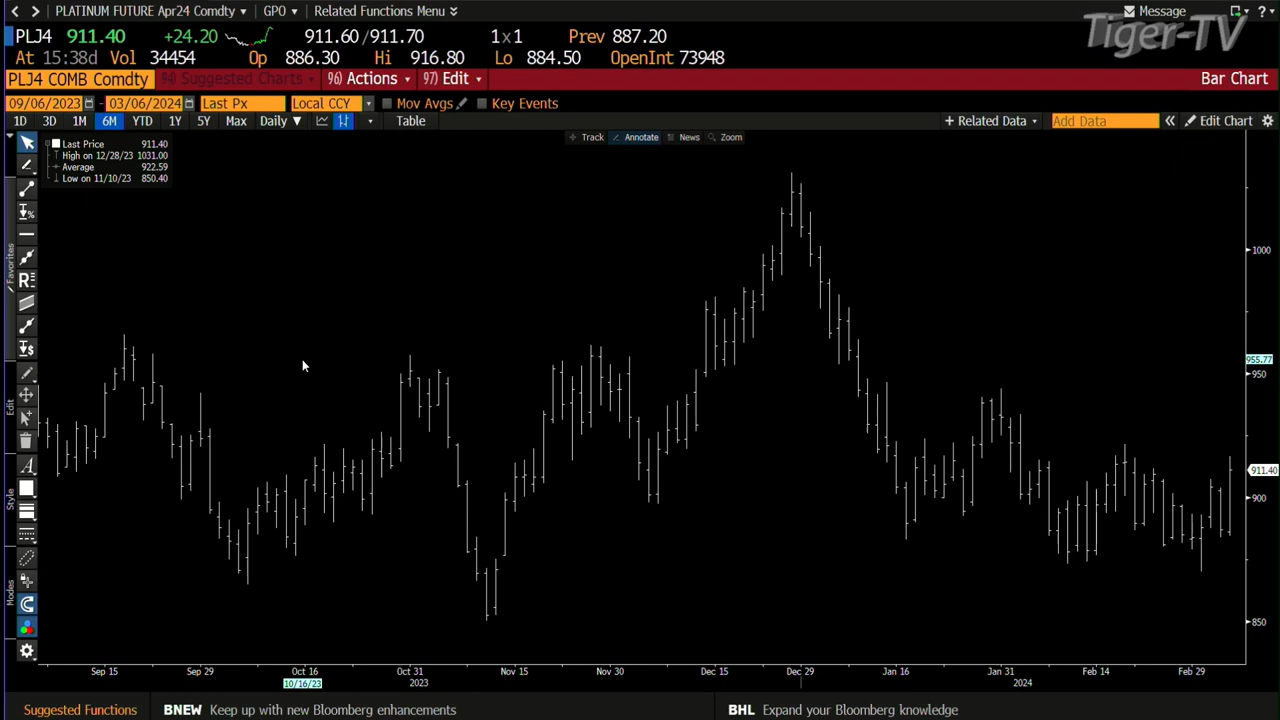 PLATINUM FUTURE Apr24 Comdty GPO Related Functions Menu Message ?
Tiger-TV
PLJ4 911.40 +24.20 911.60 /911.70 1x1 Prev 887.20
At 15:38d Vol 34454 Op 886.30 Hi 916.80 Lo 884.50 OpenInt 73948
PLJ4 COMB Comdty 94) Suggested Charts 96) Actions 97) Edit Bar Chart
09/06/2023 - 03/06/2024 Last Px Local CCY Mov Avgs Key Events
1D 3D 1M 6M YTD 1Y 5Y Max Daily Table + Related Data Add Data « Edit Chart
Track Annotate News Zoom
Last Price 911.40
High on 12/28/23 1031.00
Average 922.59
Low on 11/10/23 850.40
Favorites
Edit
Style
Modes
1000
955.77
950
911.40
900
850
Sep 15 Sep 29 Oct 16 Oct 31 Nov 15 Nov 30 Dec 15 Dec 29 Jan 16 Jan 31 Feb 14 Feb 29
10/16/23 2023 2024
Suggested Functions BNEW Keep up with new Bloomberg enhancements BHL Expand your Bloomberg knowledge